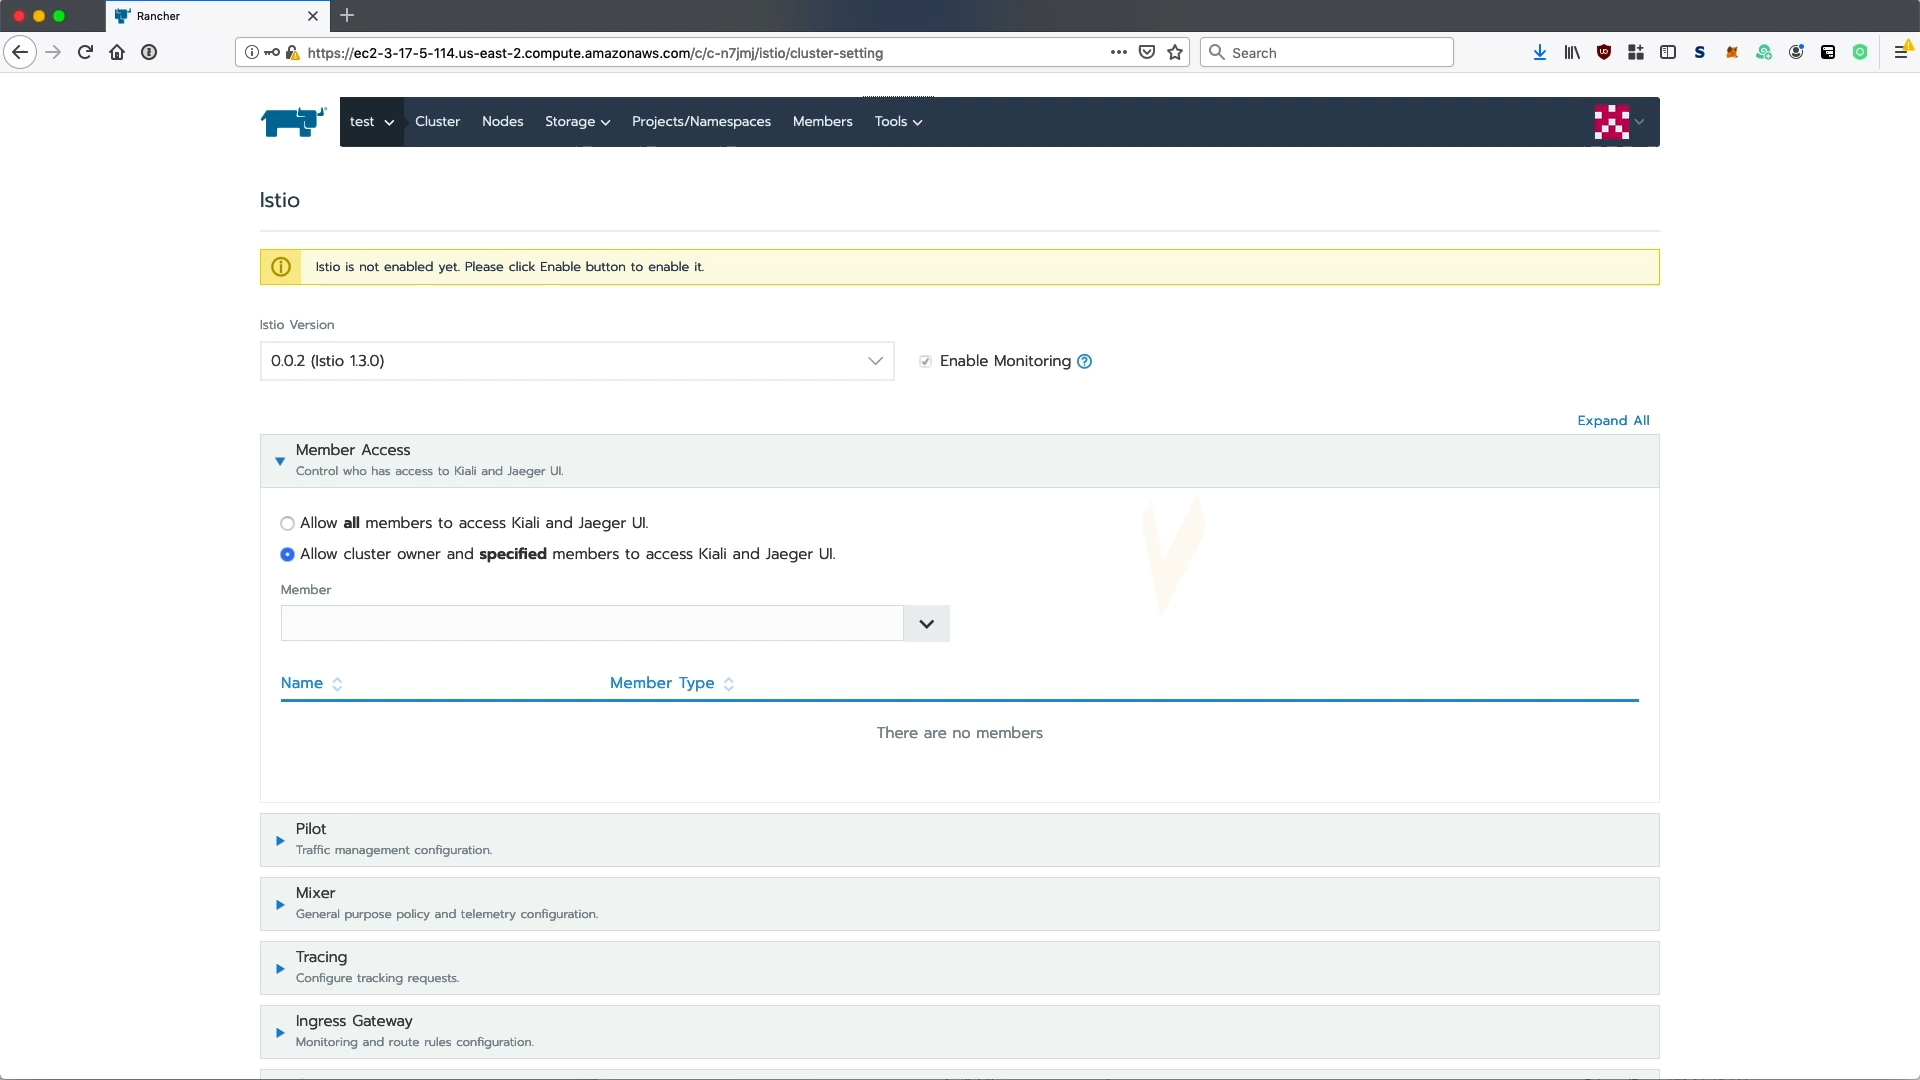 Rancher
https://ec2-3-17-5-114.us-east-2.compute.amazonaws.com/c/c-n7jmj/istio/cluster-setting
Search
test
Cluster
Nodes
Storage
Projects/Namespaces
Members
Tools
Istio
Istio is not enabled yet. Please click Enable button to enable it.
Istio Version
0.0.2 (Istio 1.3.0)
Enable Monitoring
Expand All
Member Access
Control who has access to Kiali and Jaeger UI.
Allow all members to access Kiali and Jaeger UI.
Allow cluster owner and specified members to access Kiali and Jaeger UI.
Member
Name
Member Type
There are no members
Pilot
Traffic management configuration.
Mixer
General purpose policy and telemetry configuration.
Tracing
Configure tracking requests.
Ingress Gateway
Monitoring and route rules configuration.